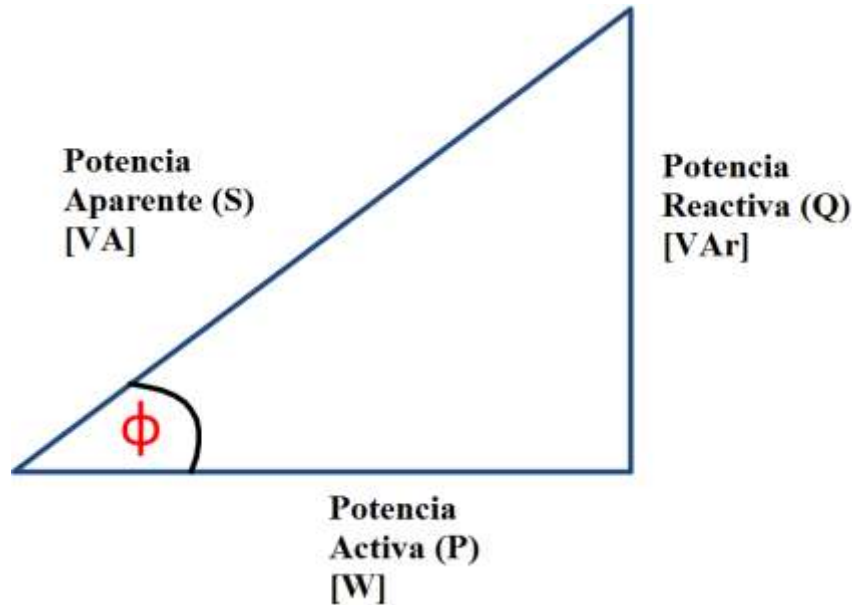 Potencia
Aparente (S)
[VA]
Potencia
Reactiva (Q)
[VAr]
ϕ
Potencia
Activa (P)
[W]